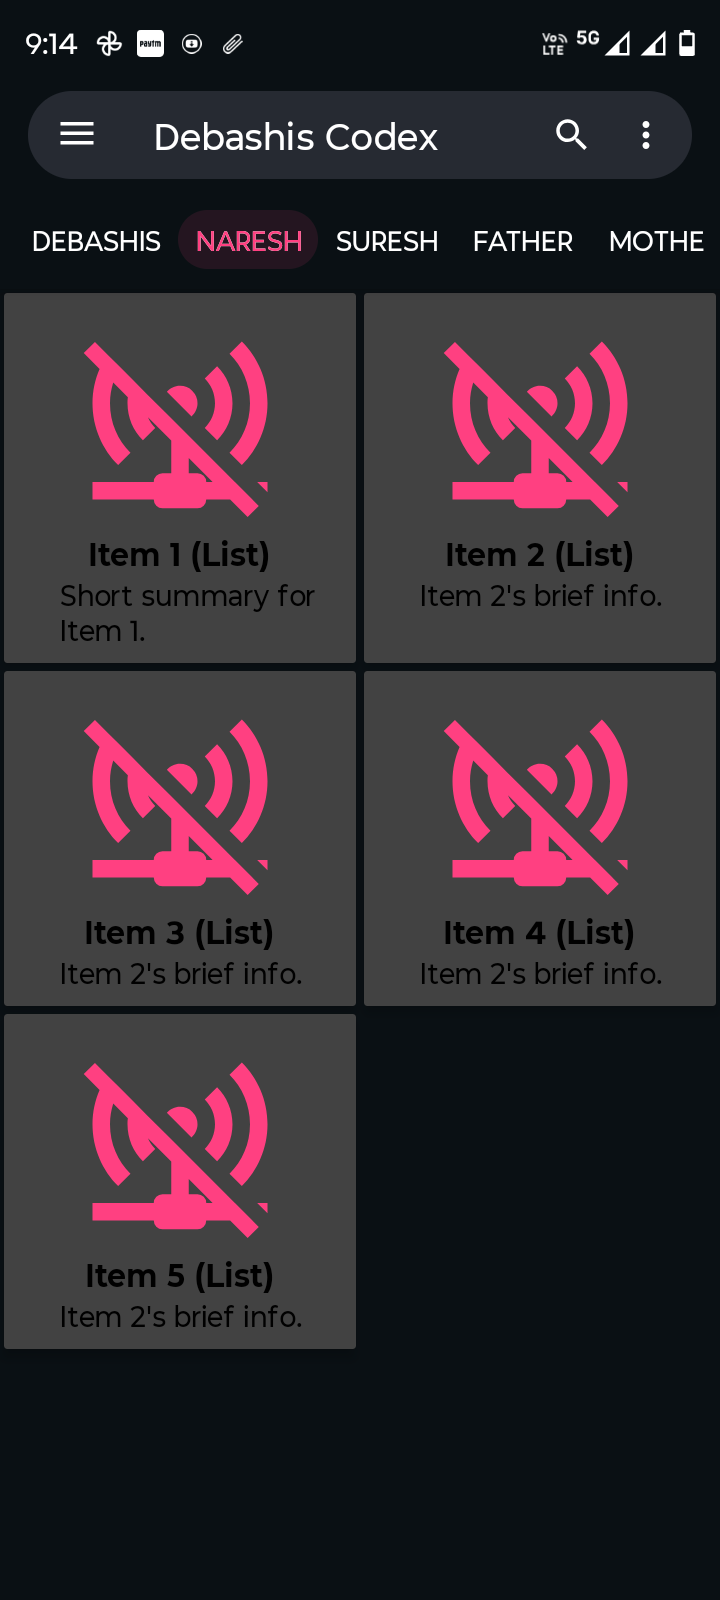 9:14 Paytm Vo LTE 5G
Debashis Codex
DEBASHIS NARESH SURESH FATHER MOTHE
Item 1 (List)
Short summary for
Item 1.
Item 2 (List)
Item 2's brief info.
Item 3 (List)
Item 2's brief info.
Item 4 (List)
Item 2's brief info.
Item 5 (List)
Item 2's brief info.